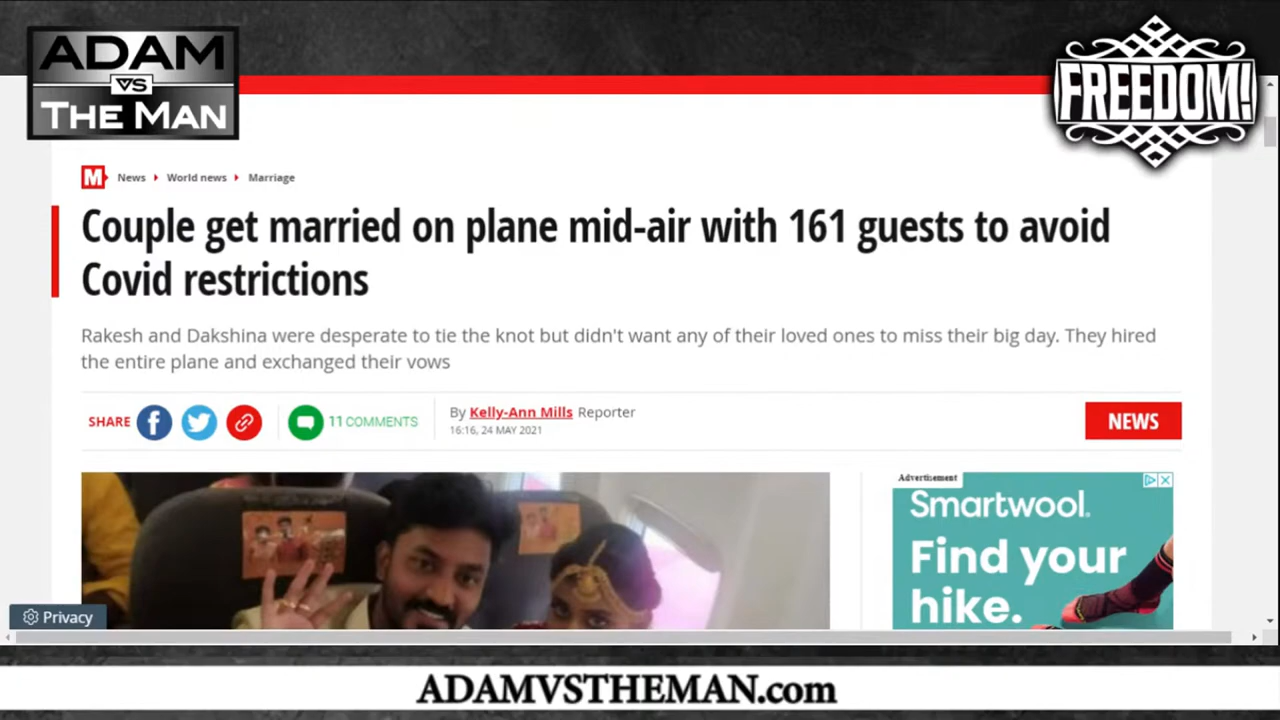 ADAM
VS
THE MAN
FREEDOM!
M News World news Marriage
Couple get married on plane mid-air with 161 guests to avoid
Covid restrictions
Rakesh and Dakshina were desperate to tie the knot but didn't want any of their loved ones to miss their big day. They hired
the entire plane and exchanged their vows
SHARE 11 COMMENTS
By Kelly-Ann Mills Reporter
16:16, 24 MAY 2021
NEWS
Advertisement
Smartwool.
Find your
hike.
Privacy
ADAMVSTHEMAN.com